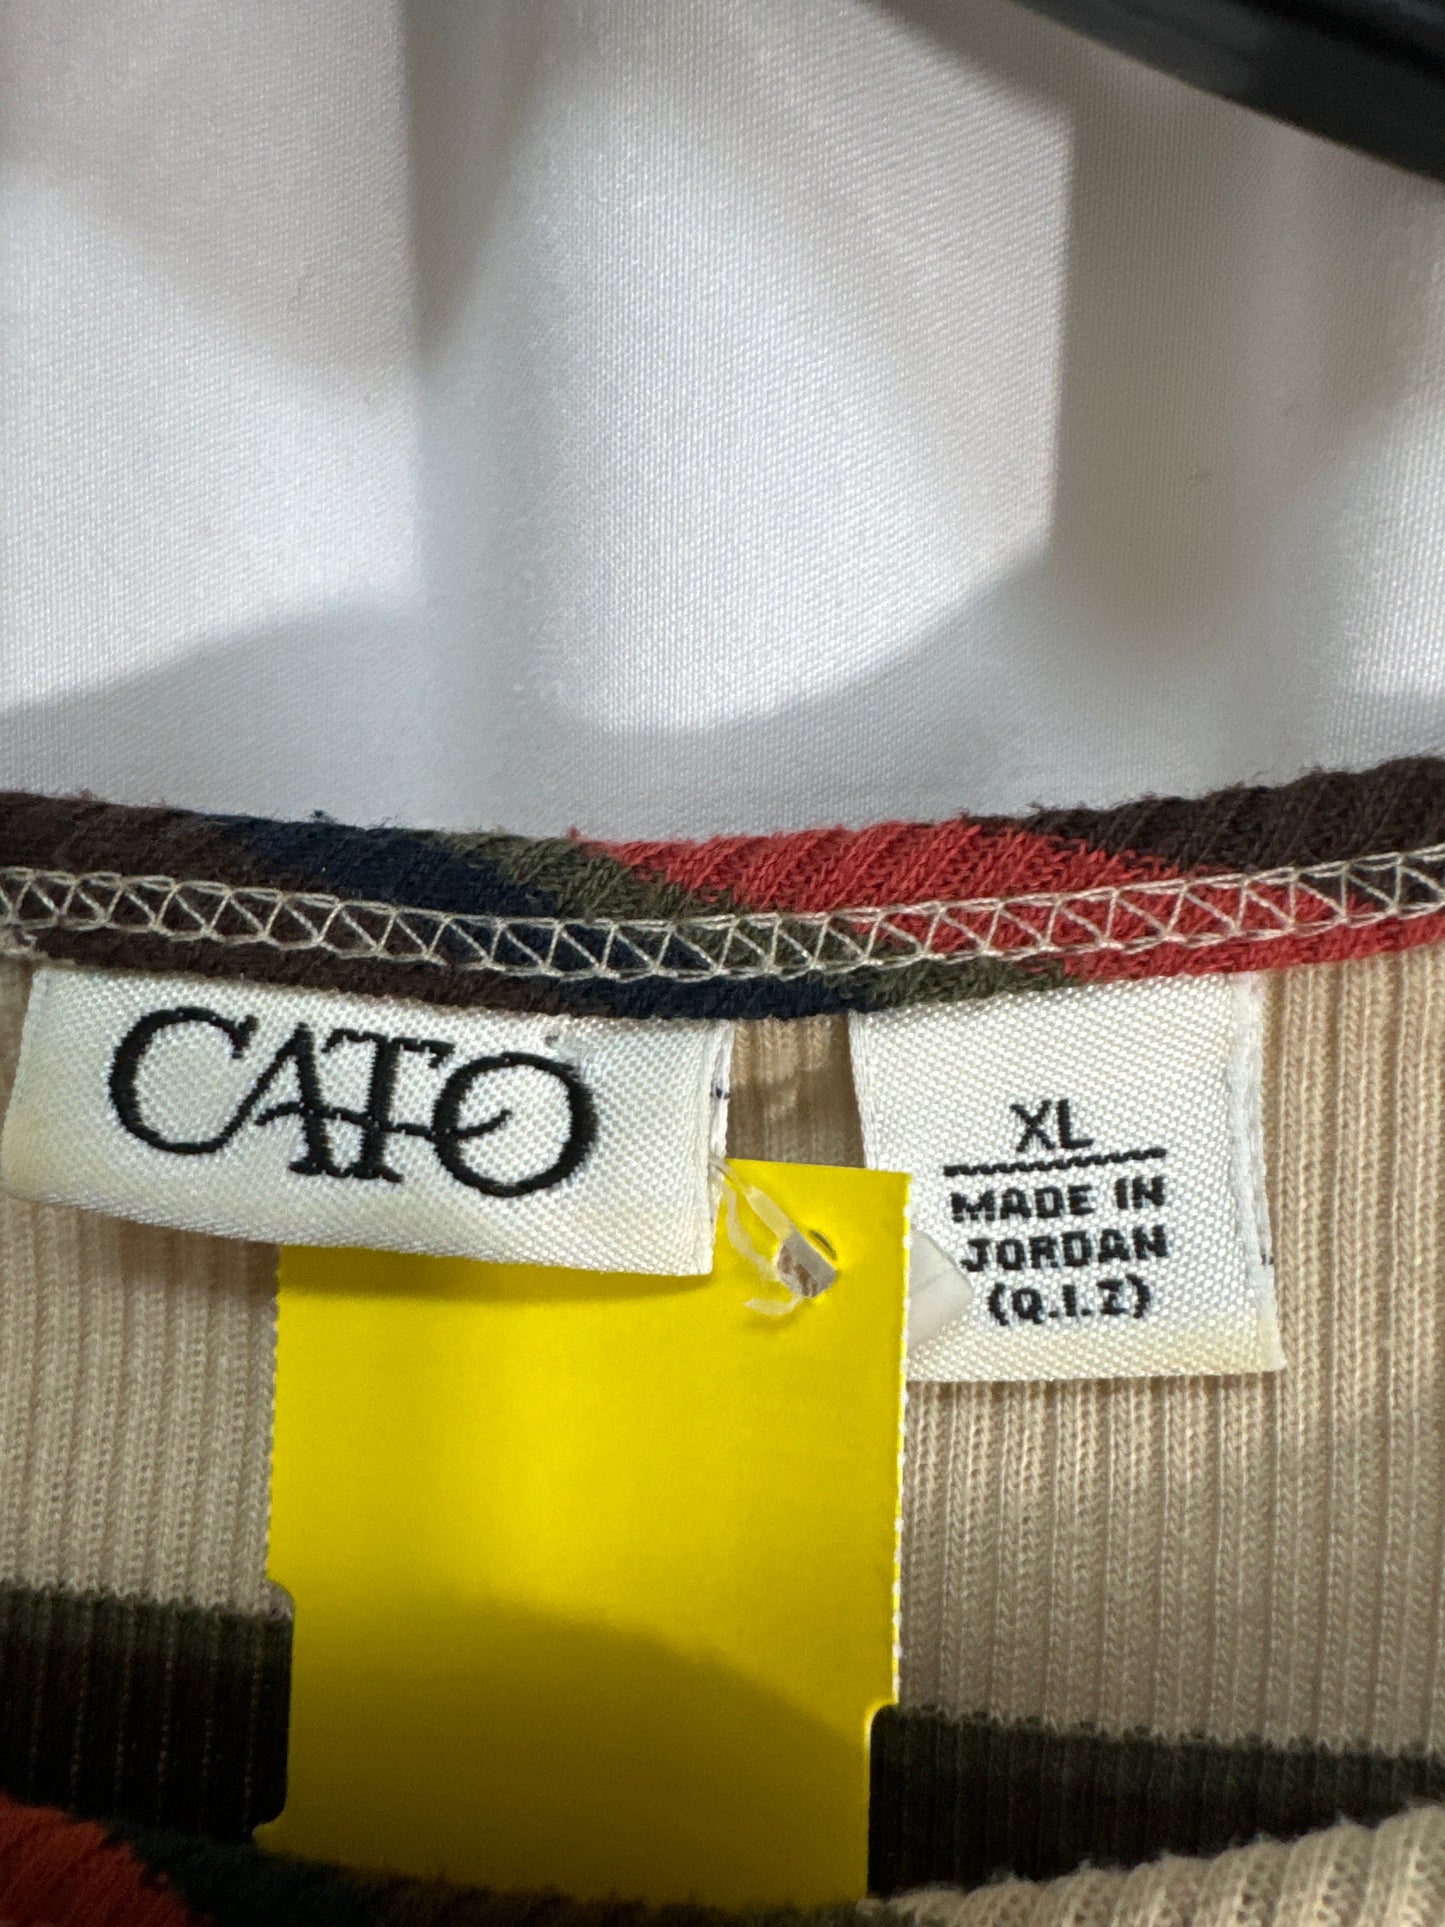 CATO
XL
MADE IN
JORDAN
(Q.I.Z)